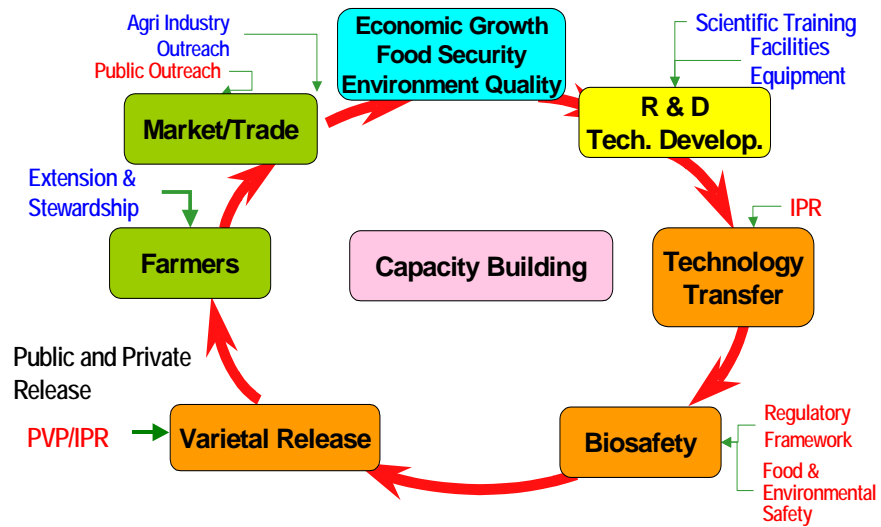 Agri Industry
Outreach
Public Outreach
Economic Growth
Food Security
Environment Quality
Scientific Training
Facilities
Equipment
Market/Trade
R & D
Tech. Develop.
Extension &
Stewardship
IPR
Farmers
Capacity Building
Technology
Transfer
Public and Private
Release
PVP/IPR
Varietal Release
Biosafety
Regulatory
Framework
Food &
Environmental
Safety